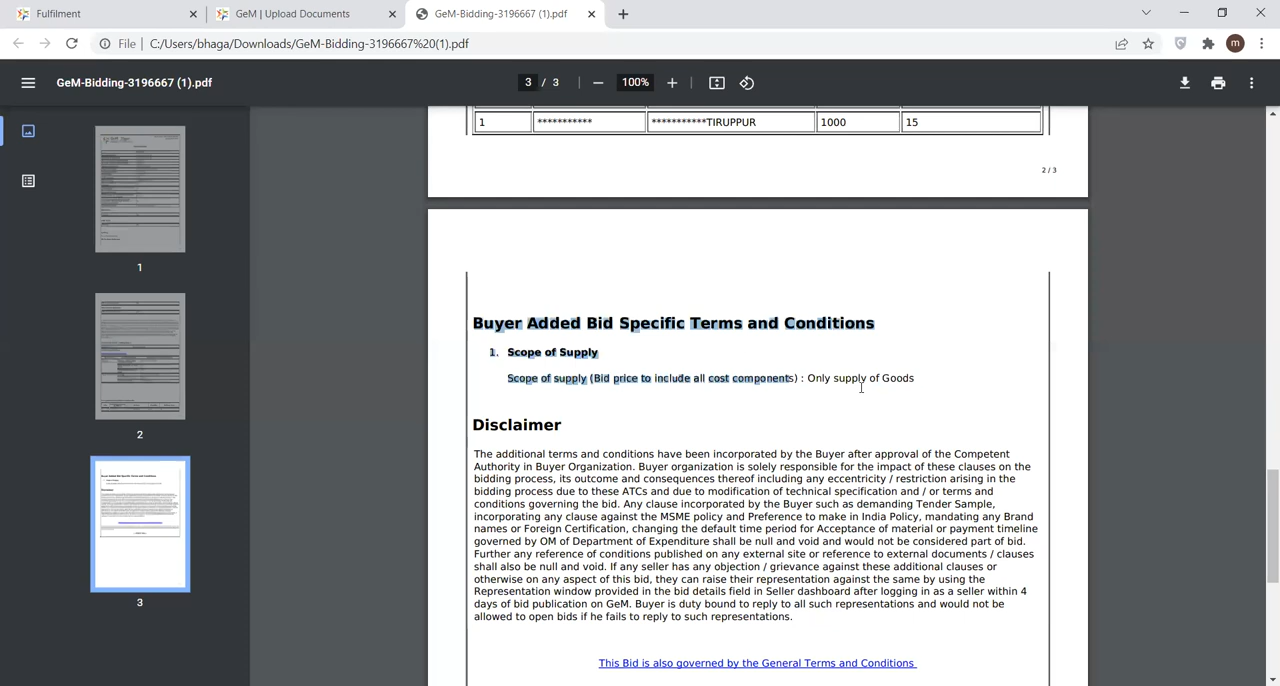 Fulfilment
GeM | Upload Documents
GeM-Bidding-3196667 (1).pdf
File | C:/Users/bhaga/Downloads/GeM-Bidding-3196667%20(1).pdf
m
GeM-Bidding-3196667 (1).pdf
3 / 3
100%
1 *********** ***********TIRUPPUR 1000 15
2 / 3
1
2
3
Buyer Added Bid Specific Terms and Conditions
1. Scope of Supply
Scope of supply (Bid price to include all cost components) : Only supply of Goods
Disclaimer
The additional terms and conditions have been incorporated by the Buyer after approval of the Competent
Authority in Buyer Organization. Buyer organization is solely responsible for the impact of these clauses on the
bidding process, its outcome and consequences thereof including any eccentricity / restriction arising in the
bidding process due to these ATCs and due to modification of technical specification and / or terms and
conditions governing the bid. Any clause incorporated by the Buyer such as demanding Tender Sample,
incorporating any clause against the MSME policy and Preference to make in India Policy, mandating any Brand
names or Foreign Certification, changing the default time period for Acceptance of material or payment timeline
governed by OM of Department of Expenditure shall be null and void and would not be considered part of bid.
Further any reference of conditions published on any external site or reference to external documents / clauses
shall also be null and void. If any seller has any objection / grievance against these additional clauses or
otherwise on any aspect of this bid, they can raise their representation against the same by using the
Representation window provided in the bid details field in Seller dashboard after logging in as a seller within 4
days of bid publication on GeM. Buyer is duty bound to reply to all such representations and would not be
allowed to open bids if he fails to reply to such representations.
This Bid is also governed by the General Terms and Conditions